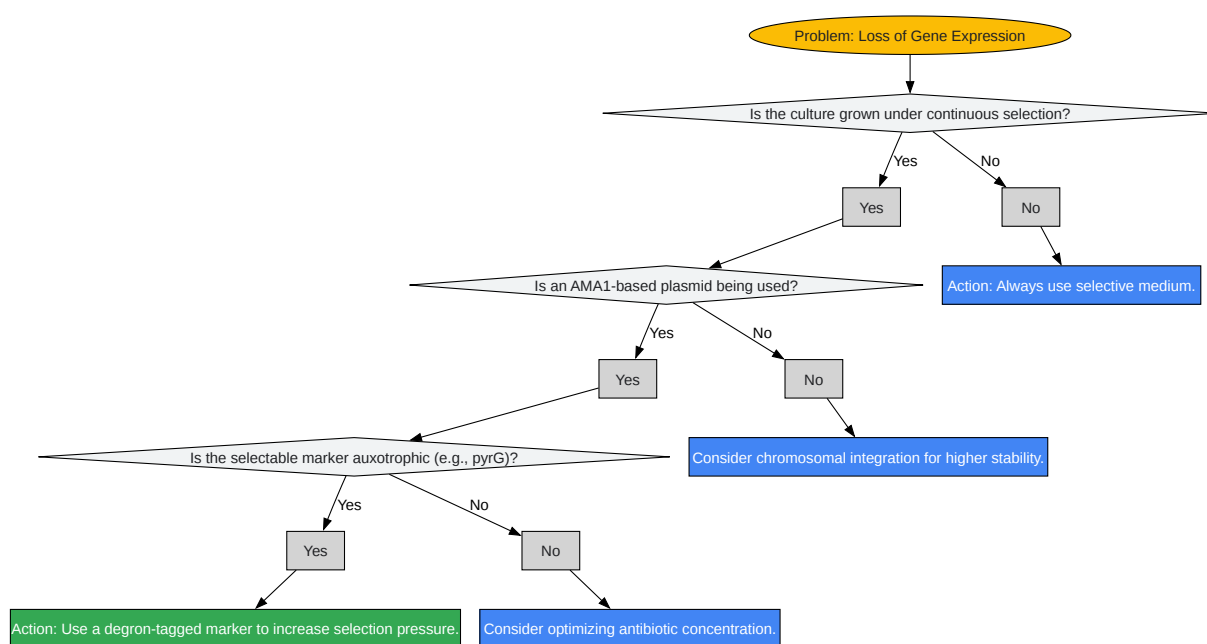 Problem: Loss of Gene Expression
Is the culture grown under continuous selection?
Yes
No
Yes
No
Is an AMA1-based plasmid being used?
Action: Always use selective medium.
Yes
No
Yes
No
Is the selectable marker auxotrophic (e.g., pyrG)?
Consider chromosomal integration for higher stability.
Yes
No
Yes
No
Action: Use a degron-tagged marker to increase selection pressure.
Consider optimizing antibiotic concentration.